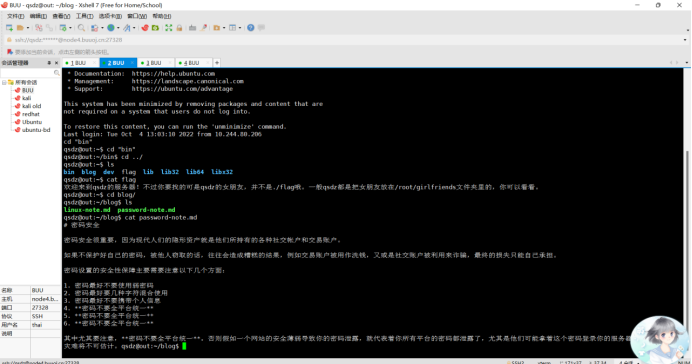 BUU - qsdz@out: ~/blog - Xshell 7 (Free for Home/School)
文件(F) 编辑(E) 查看(V) 工具(T) 选项卡(B) 窗口(W) 帮助(H)
ssh://qsdz:******@node4.buuoj.cn:27328
要添加当前会话，点击左侧的箭头按钮。
会话管理器
1 BUU
2 BUU
3 BUU
4 BUU
所有会话
BUU
kali
kali old
redhat
Ubuntu
ubuntu-bd
* Documentation: https://help.ubuntu.com
* Management: https://landscape.canonical.com
* Support: https://ubuntu.com/advantage
This system has been minimized by removing packages and content that are
not required on a system that users do not log into.
To restore this content, you can run the 'unminimize' command.
Last login: Tue Oct 4 13:03:10 2022 from 10.244.80.206
cd "bin"
qsdz@out:~$ cd "bin"
qsdz@out:~/bin$ cd ../
qsdz@out:~$ ls
bin blog dev flag lib lib32 lib64 libx32
qsdz@out:~$ cat flag
欢迎来到qsdz的服务器！不过你要找的可是qsdz的女朋友，并不是./flag哦，一般qsdz都是把女朋友放在/root/girlfriends文件夹里的，你可以看看。
qsdz@out:~$ cd blog/
qsdz@out:~/blog$ ls
linux-note.md password-note.md
qsdz@out:~/blog$ cat password-note.md
# 密码安全
密码安全很重要，因为现代人们的隐形资产就是他们所持有的各种社交帐户和交易账户。
如果不保护好自己的密码，被他人窃取的话，往往会造成糟糕的结果，例如交易账户被用作洗钱，又或是社交账户被利用来诈骗，最终的损失只能自己承担。
密码设置的安全性保障主要需要注意以下几个方面：
1. 密码最好不要使用弱密码
2. 密码最好要几种字符混合使用
3. 密码最好不要携带个人信息
4. **密码不要全平台统一**
5. **密码不要全平台统一**
6. **密码不要全平台统一**
其中尤其要注意，**密码不要全平台统一**，否则假如一个网站的安全薄弱导致你的密码泄露，就代表着你所有平台的密码都泄露了，尤其是他们可能拿着这个密码登录你的服务器
灾难将不可估计。qsdz@out:~/blog$
名称 BUU
主机 node4.b...
端口 27328
协议 SSH
用户名 thai
说明